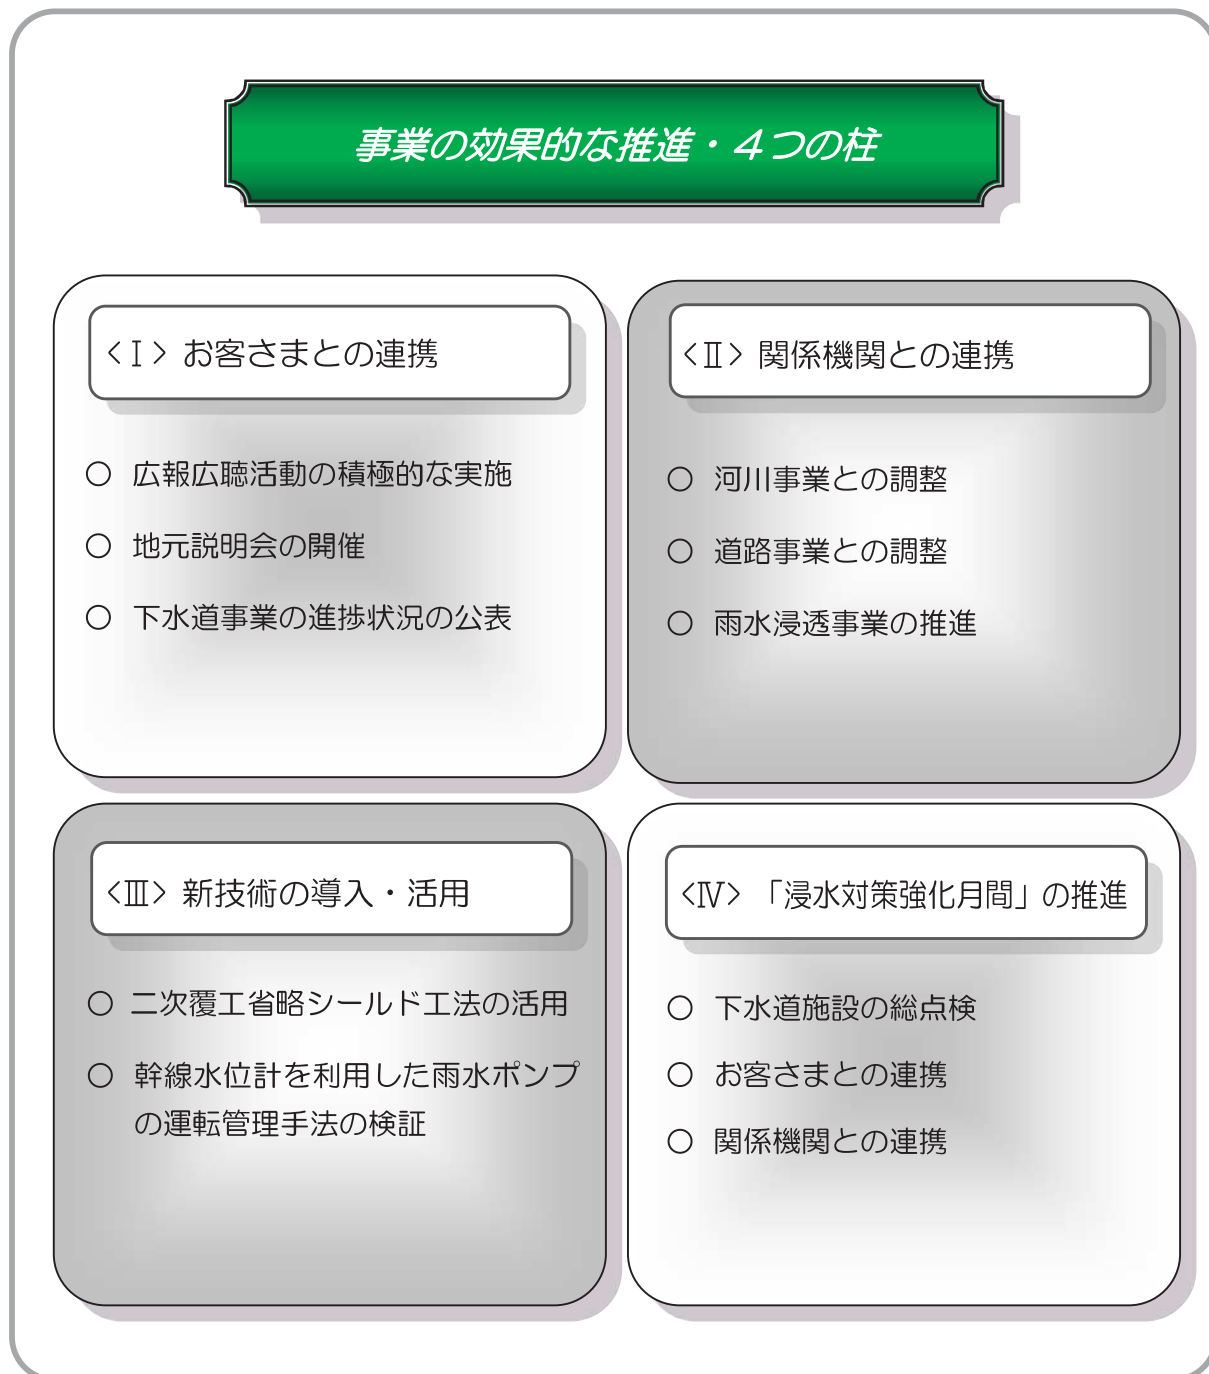 事業の効果的な推進・４つの柱
＜Ⅰ＞ お客さまとの連携
○ 広報広聴活動の積極的な実施
○ 地元説明会の開催
○ 下水道事業の進捗状況の公表
＜Ⅱ＞ 関係機関との連携
○ 河川事業との調整
○ 道路事業との調整
○ 雨水浸透事業の推進
＜Ⅲ＞ 新技術の導入・活用
○ 二次覆工省略シールド工法の活用
○ 幹線水位計を利用した雨水ポンプ
の運転管理手法の検証
＜Ⅳ＞ 「浸水対策強化月間」の推進
○ 下水道施設の総点検
○ お客さまとの連携
○ 関係機関との連携